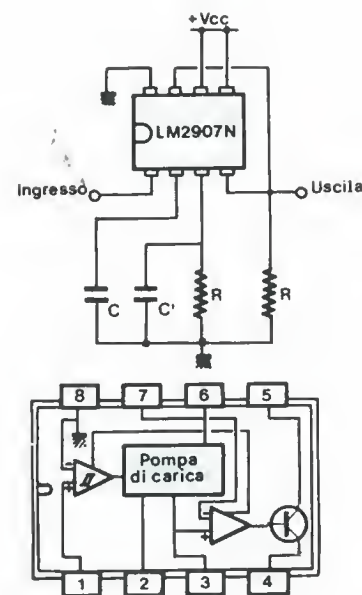 +Vcc
LM2907N
Ingresso
Uscita
C
C'
R
R
8
7
6
5
Pompa
di carica
-
+
-
+
1
2
3
4